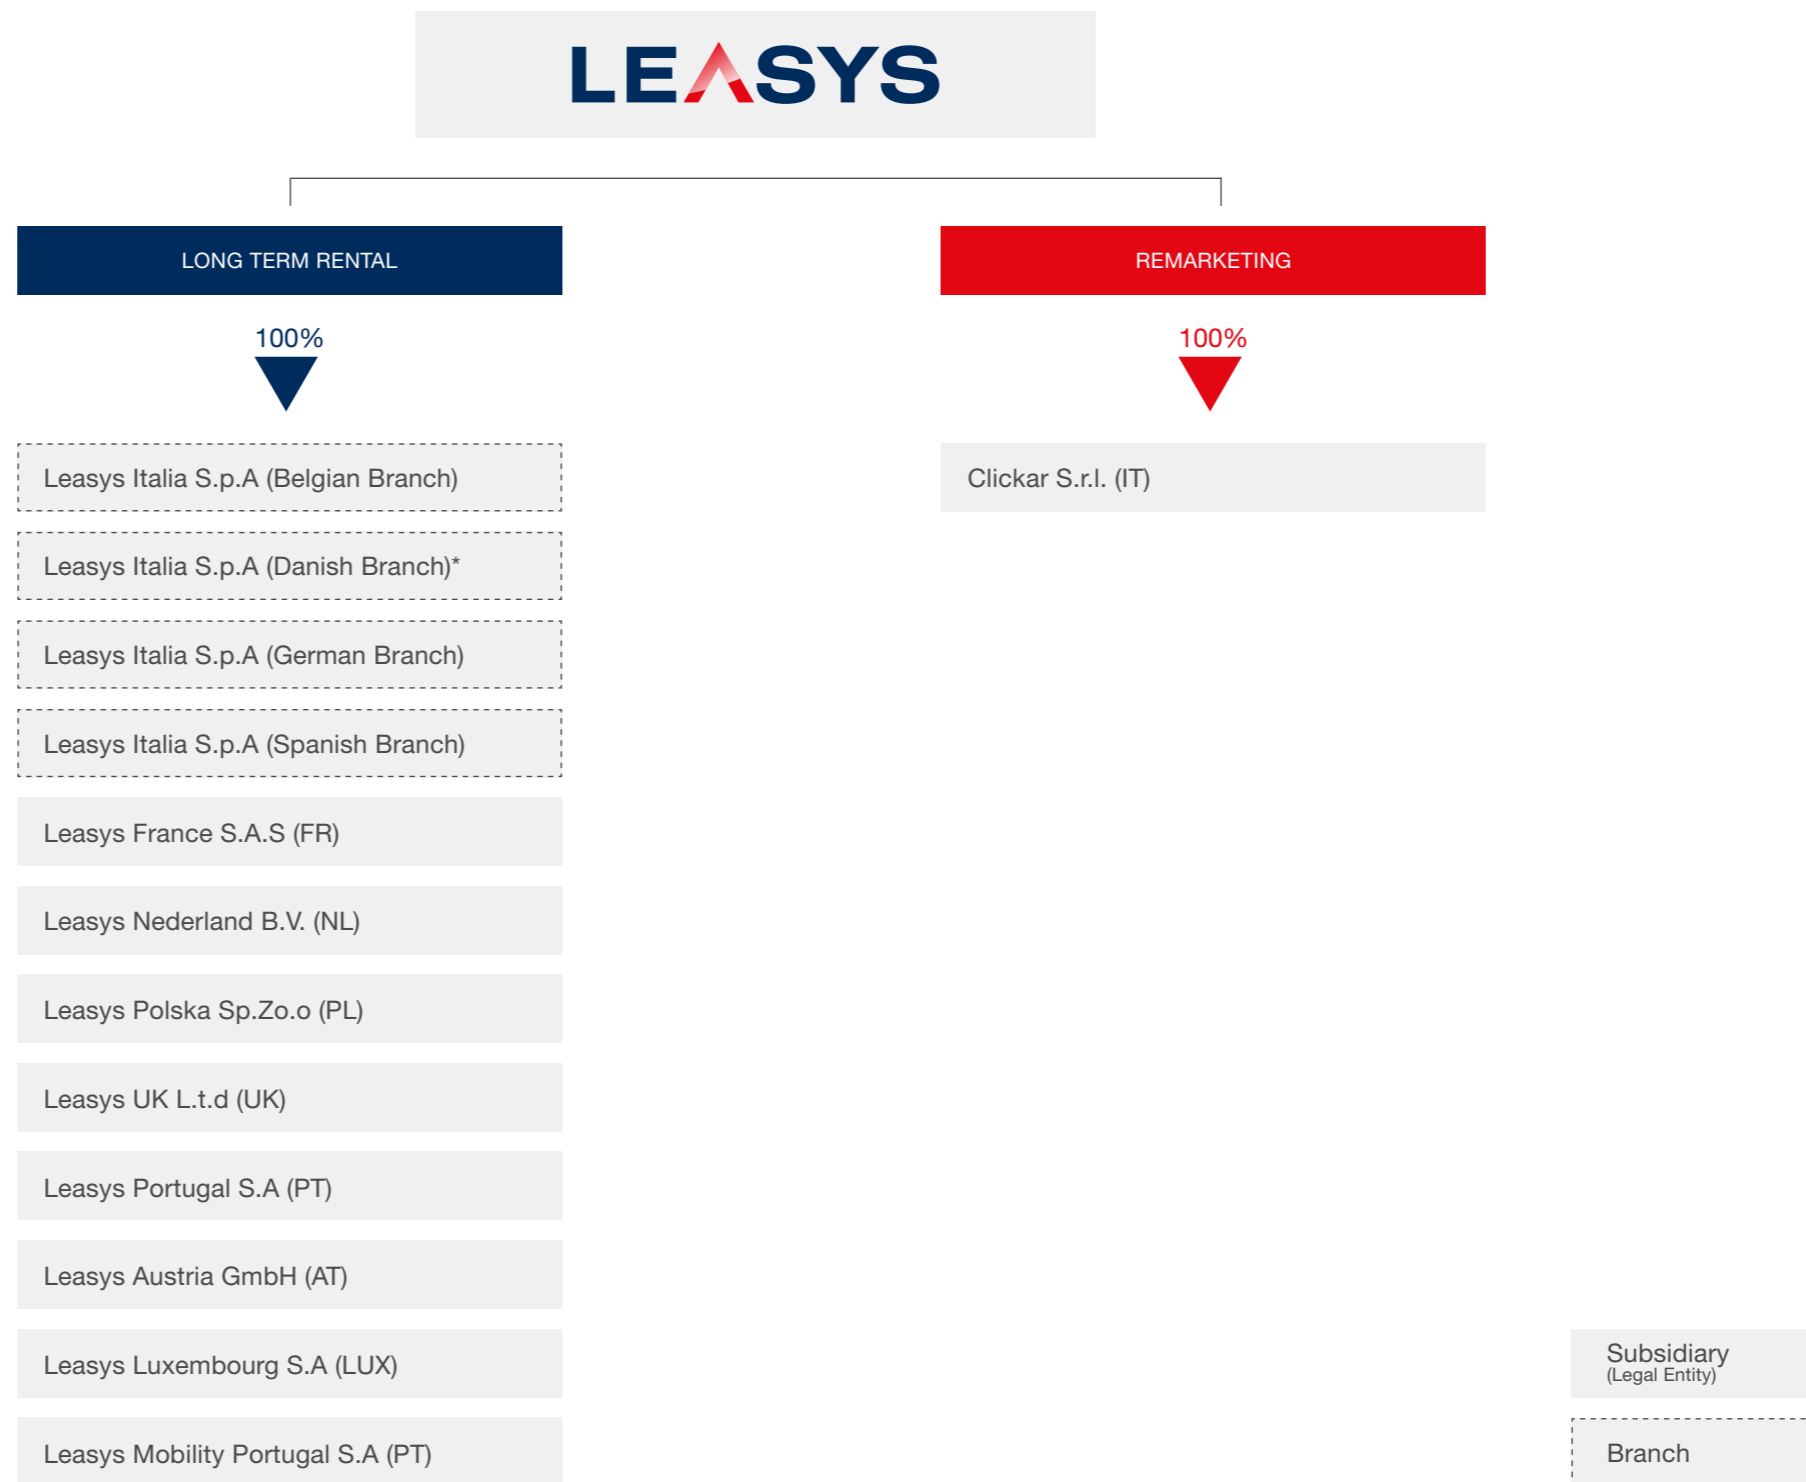 LEASYS
LONG TERM RENTAL
REMARKETING
100%
100%
Leasys Italia S.p.A (Belgian Branch)
Clickar S.r.l. (IT)
Leasys Italia S.p.A (Danish Branch)*
Leasys Italia S.p.A (German Branch)
Leasys Italia S.p.A (Spanish Branch)
Leasys France S.A.S (FR)
Leasys Nederland B.V. (NL)
Leasys Polska Sp.Zo.o (PL)
Leasys UK L.t.d (UK)
Leasys Portugal S.A (PT)
Leasys Austria GmbH (AT)
Leasys Luxembourg S.A (LUX)
Leasys Mobility Portugal S.A (PT)
Subsidiary
(Legal Entity)
Branch